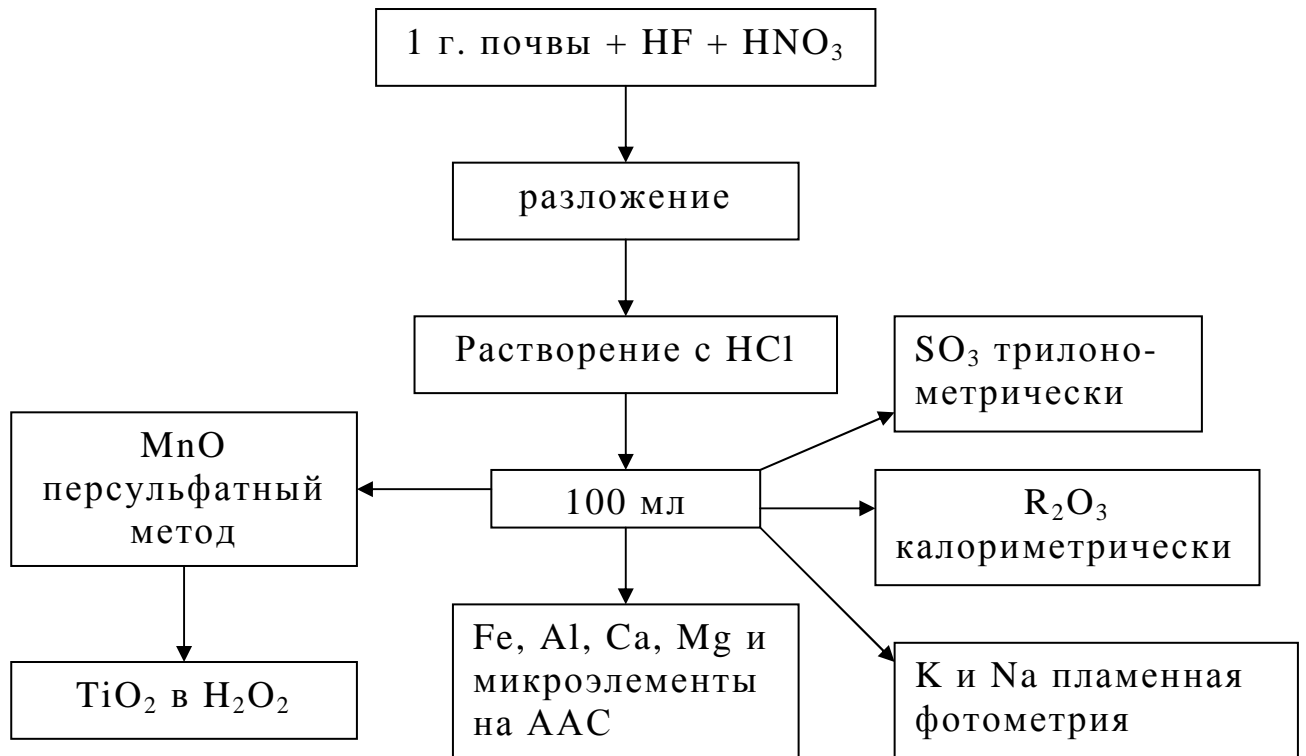 1 г. почвы + HF + HNO₃
разложение
Растворение с HCl
SO₃ трилоно-
метрически
MnO
персульфатный
метод
100 мл
R₂O₃
калориметрически
Fe, Al, Ca, Mg и
микроэлементы
на ААС
TiO₂ в H₂O₂
K и Na пламенная
фотометрия